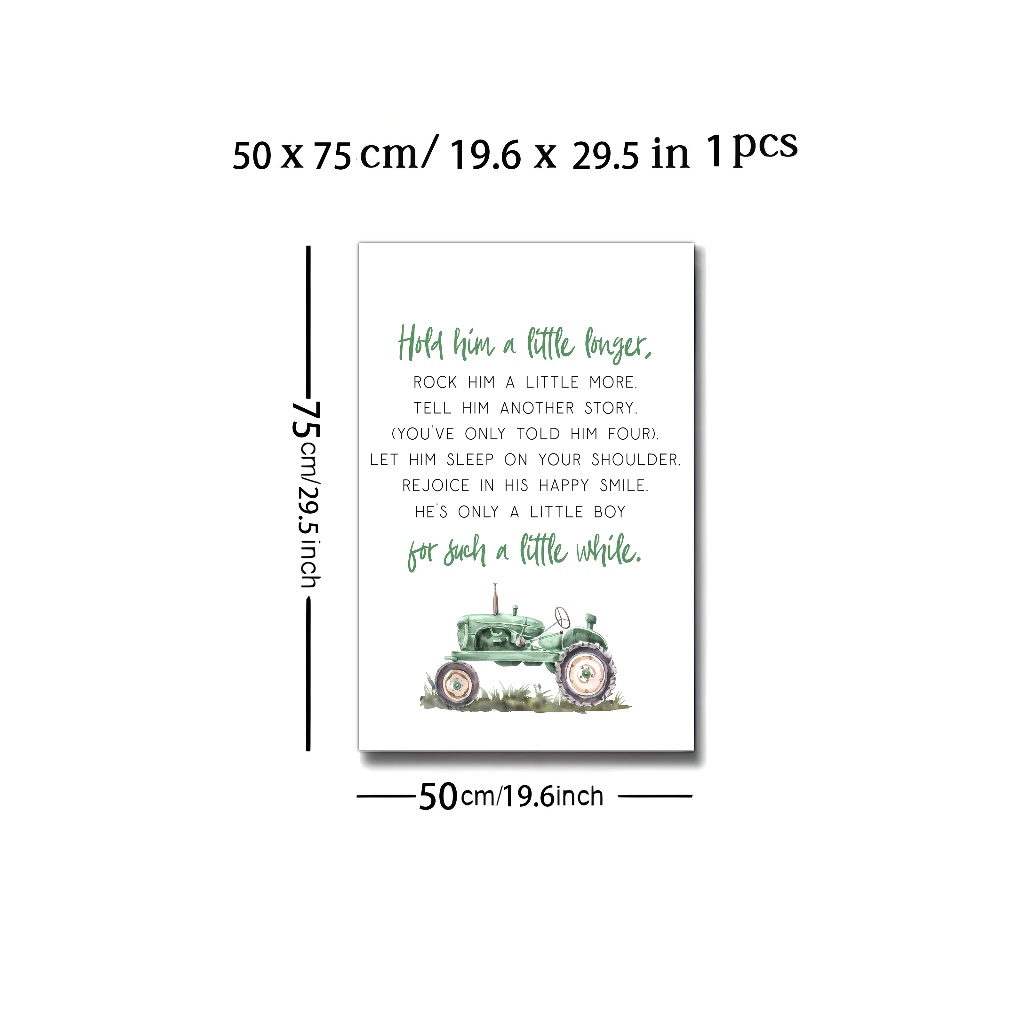 50 x 75 cm/ 19.6 x 29.5 in 1 pcs
75cm/29.5inch
Hold him a little longer,
ROCK HIM A LITTLE MORE.
TELL HIM ANOTHER STORY.
(YOU'VE ONLY TOLD HIM FOUR).
LET HIM SLEEP ON YOUR SHOULDER.
REJOICE IN HIS HAPPY SMILE.
HE'S ONLY A LITTLE BOY
for such a little while.
50cm/19.6inch